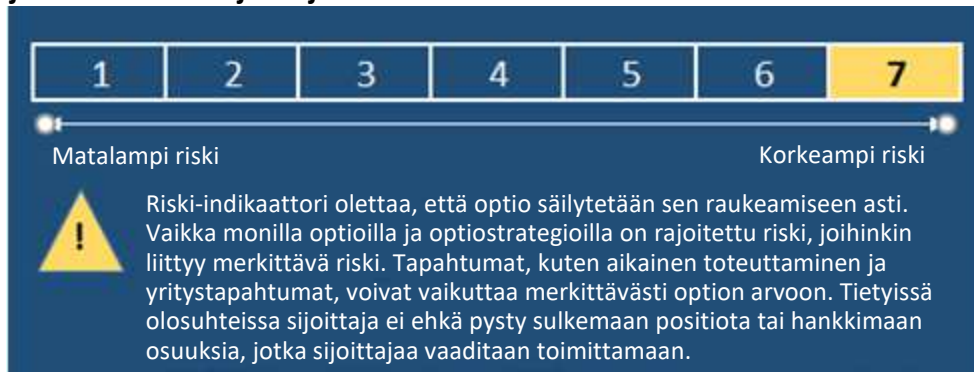 1 2 3 4 5 6 7
Matalampi riski Korkeampi riski
!
Riski-indikaattori olettaa, että optio säilytetään sen raukeamiseen asti.
Vaikka monilla optioilla ja optiostrategioilla on rajoitettu riski, joihinkin
liittyy merkittävä riski. Tapahtumat, kuten aikainen toteuttaminen ja
yritystapahtumat, voivat vaikuttaa merkittävästi option arvoon. Tietyissä
olosuhteissa sijoittaja ei ehkä pysty sulkemaan positiota tai hankkimaan
osuuksia, jotka sijoittajaa vaaditaan toimittamaan.